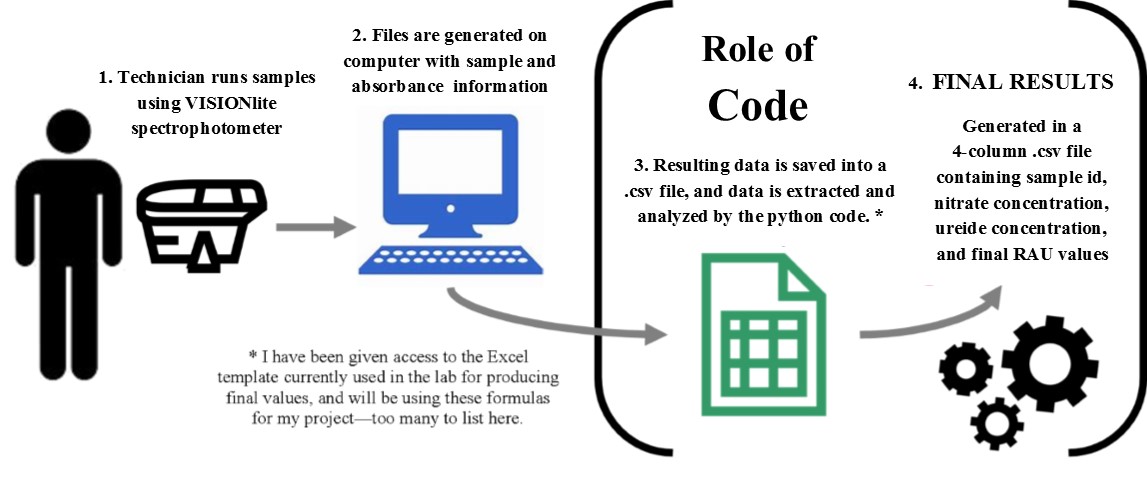 1. Technician runs samples
using VISIONlite
spectrophotometer
2. Files are generated on
computer with sample and
absorbance information
Role of
Code
3. Resulting data is saved into a
.csv file, and data is extracted and
analyzed by the python code. *
4. FINAL RESULTS
Generated in a
4-column .csv file
containing sample id,
nitrate concentration,
ureide concentration,
and final RAU values
* I have been given access to the Excel
template currently used in the lab for producing
final values, and will be using these formulas
for my project—too many to list here.